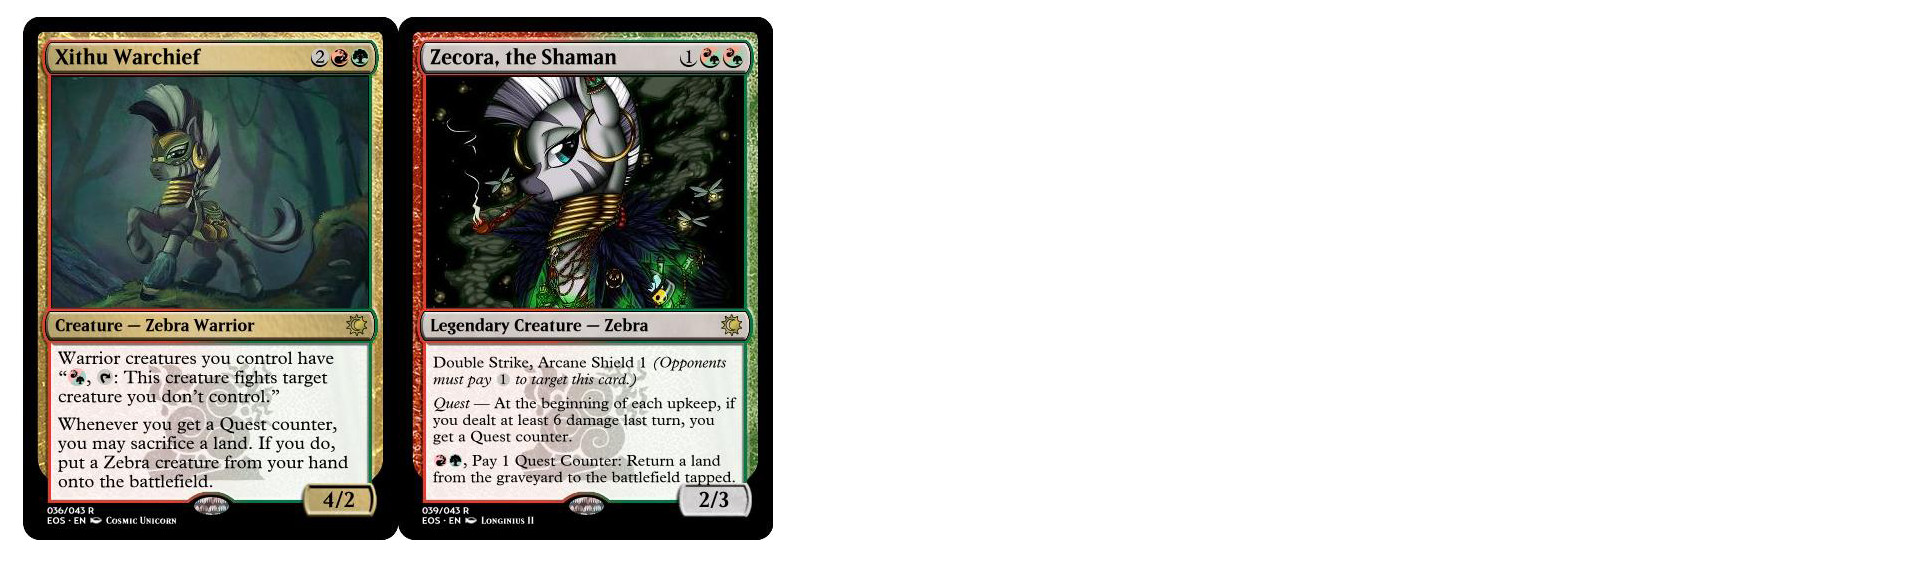 Xithu Warchief 2
Creature — Zebra Warrior
Warrior creatures you control have
“ , : This creature fights target
creature you don’t control.”
Whenever you get a Quest counter,
you may sacrifice a land. If you do,
put a Zebra creature from your hand
onto the battlefield.
4/2
036/043 R
EOS · EN Cosmic Unicorn
Zecora, the Shaman 1
Legendary Creature — Zebra
Double Strike, Arcane Shield 1 (Opponents
must pay 1 to target this card.)
Quest — At the beginning of each upkeep, if
you dealt at least 6 damage last turn, you
get a Quest counter.
, Pay 1 Quest Counter: Return a land
from the graveyard to the battlefield tapped.
2/3
039/043 R
EOS · EN Longinius II